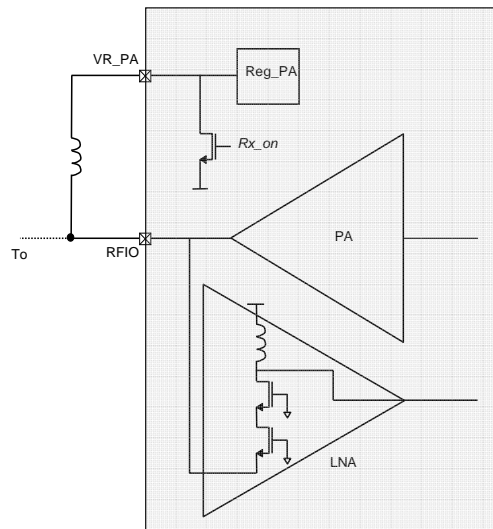 VR_PA
Reg_PA
Rx_on
PA
To
RFIO
LNA